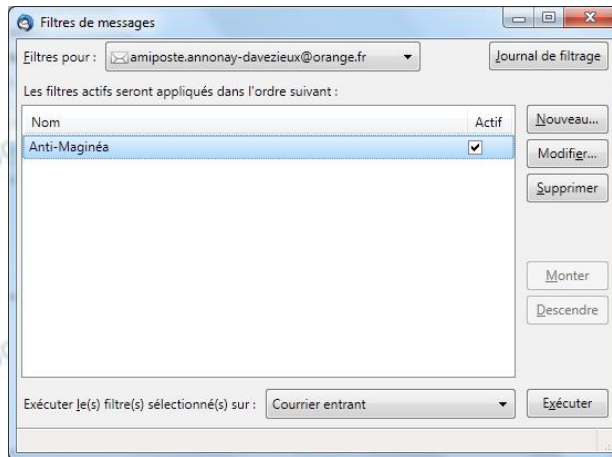 Filtres de messages
Filtres pour : amiposte.annonay-davezieux@orange.fr Journal de filtrage
Les filtres actifs seront appliqués dans l'ordre suivant :
Nom Actif Nouveau...
Anti-Maginéa Modifier...
Supprimer
Monter
Descendre
Exécuter le(s) filtre(s) sélectionné(s) sur : Courrier entrant Exécuter